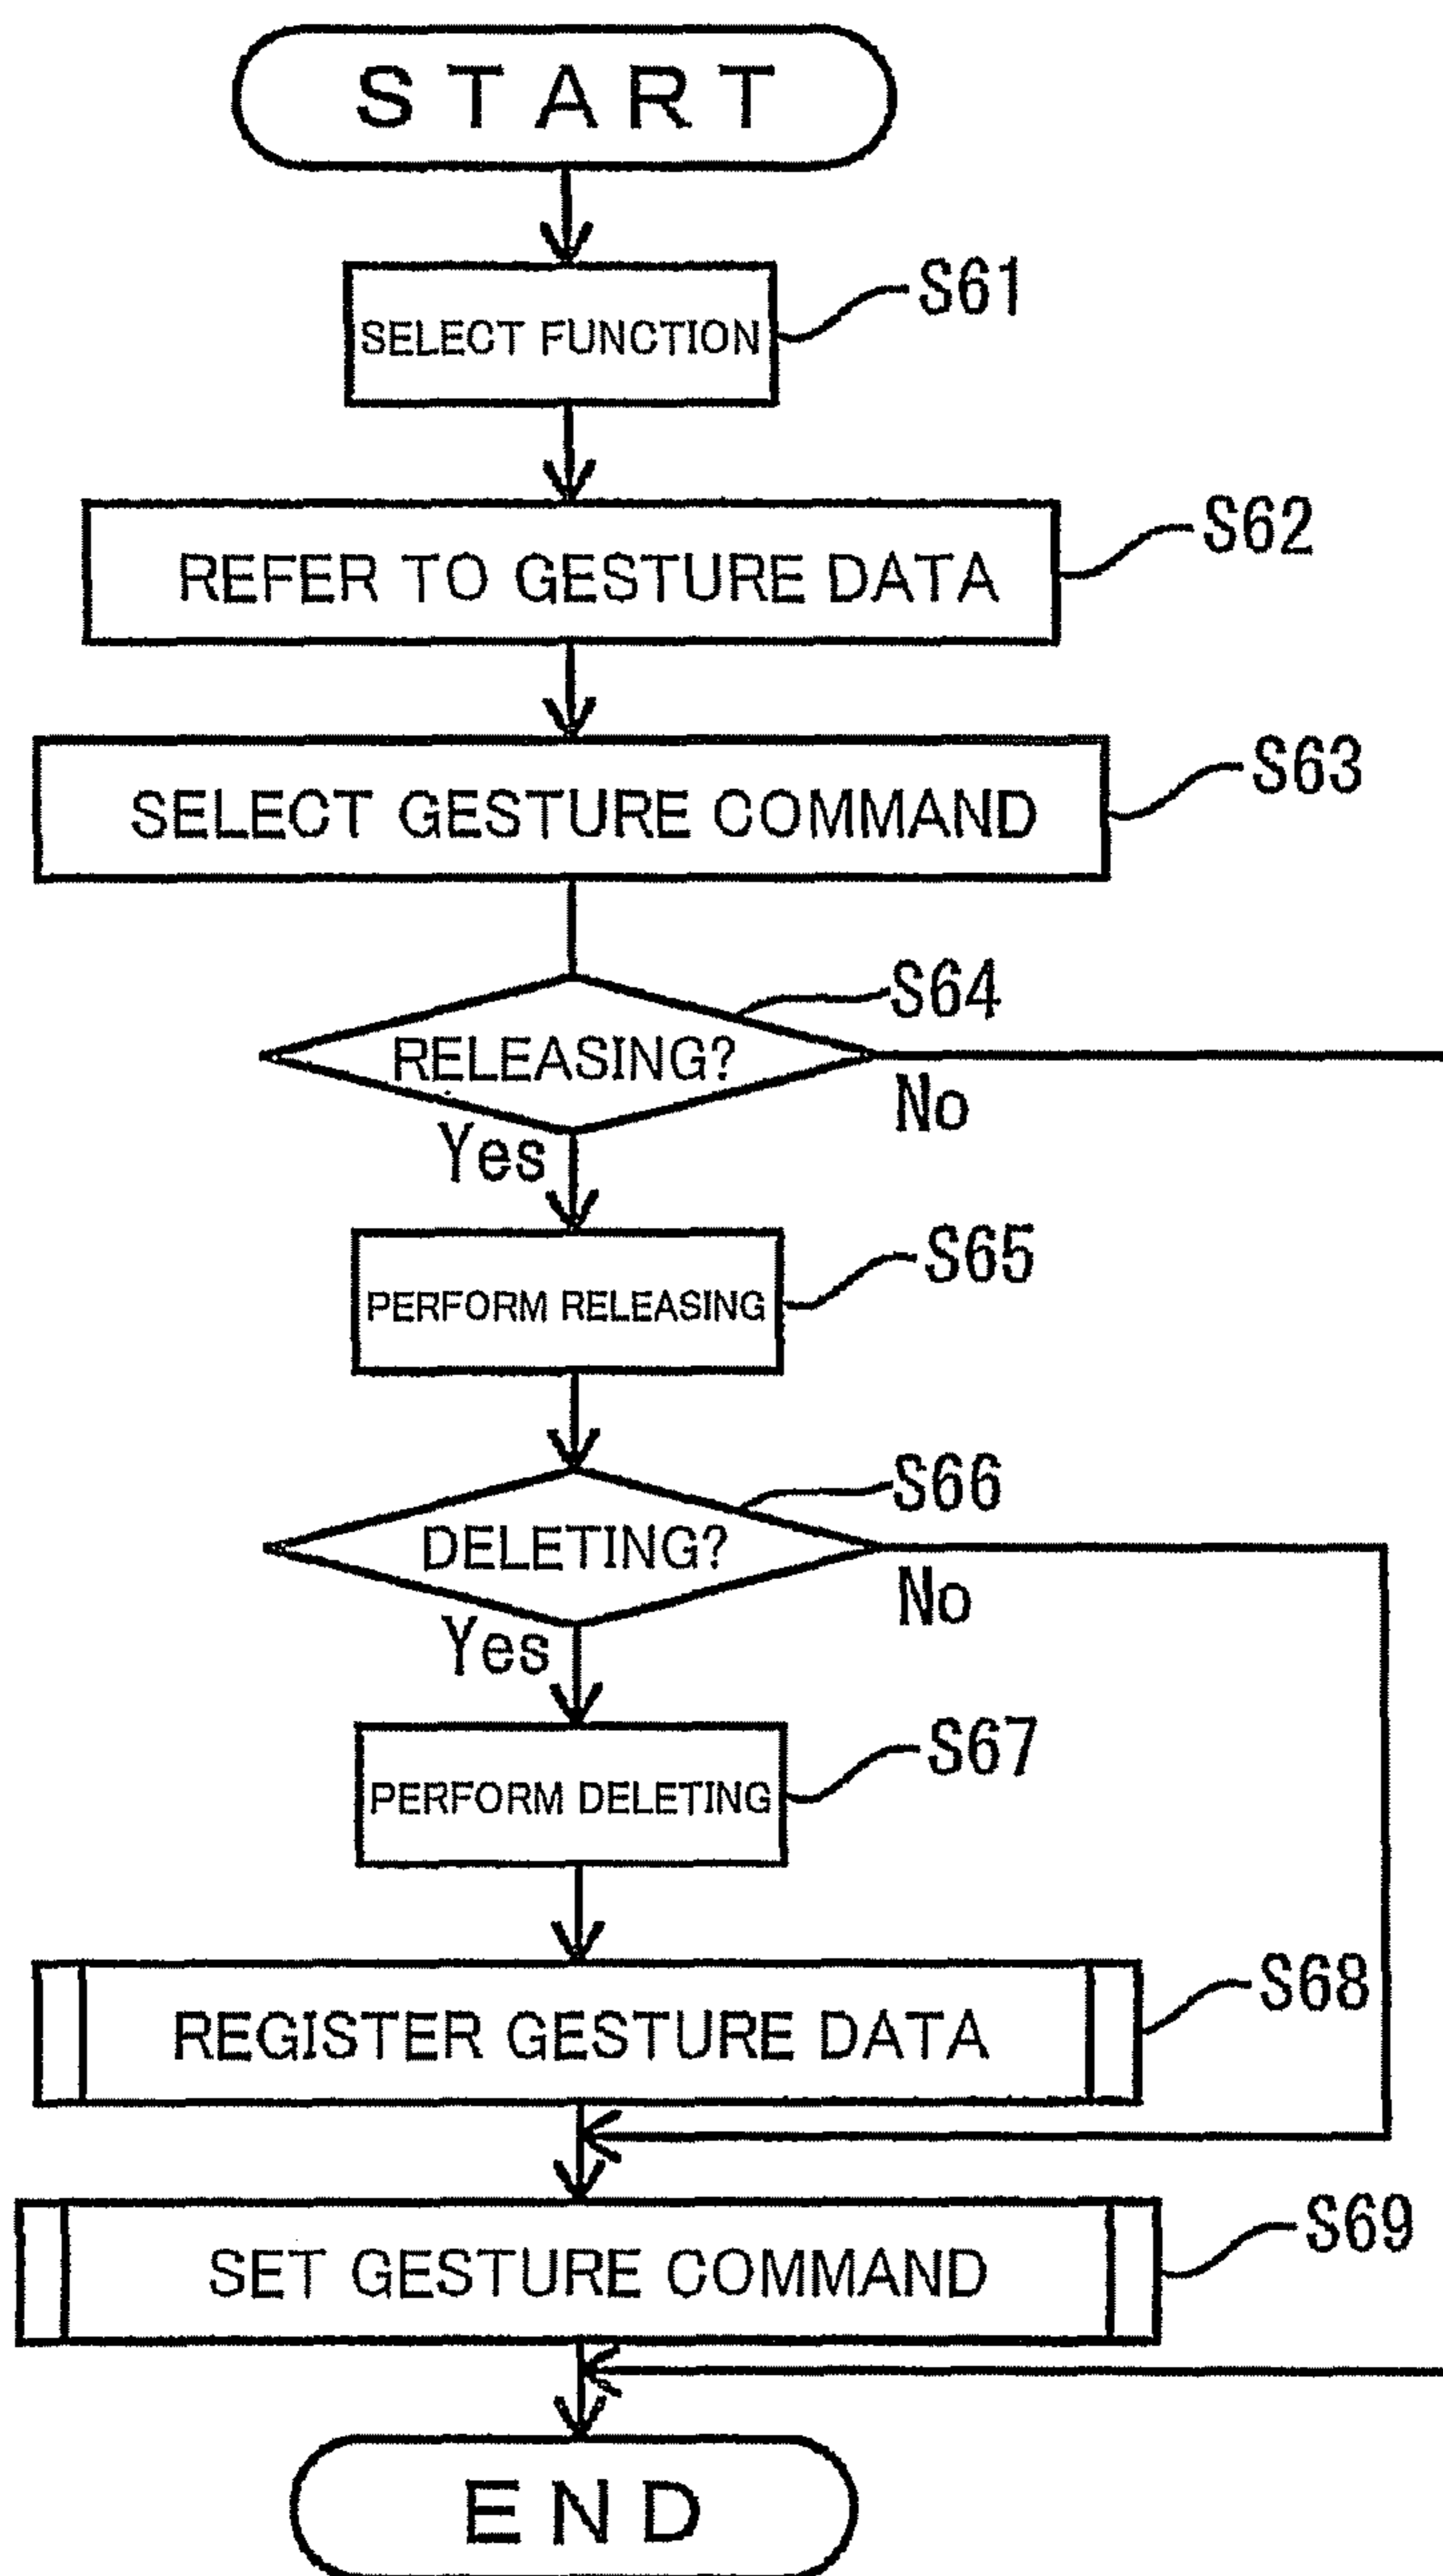 START
SELECT FUNCTION
S61
REFER TO GESTURE DATA
S62
SELECT GESTURE COMMAND
S63
RELEASING?
S64
No
Yes
PERFORM RELEASING
S65
DELETING?
S66
No
Yes
PERFORM DELETING
S67
REGISTER GESTURE DATA
S68
SET GESTURE COMMAND
S69
END